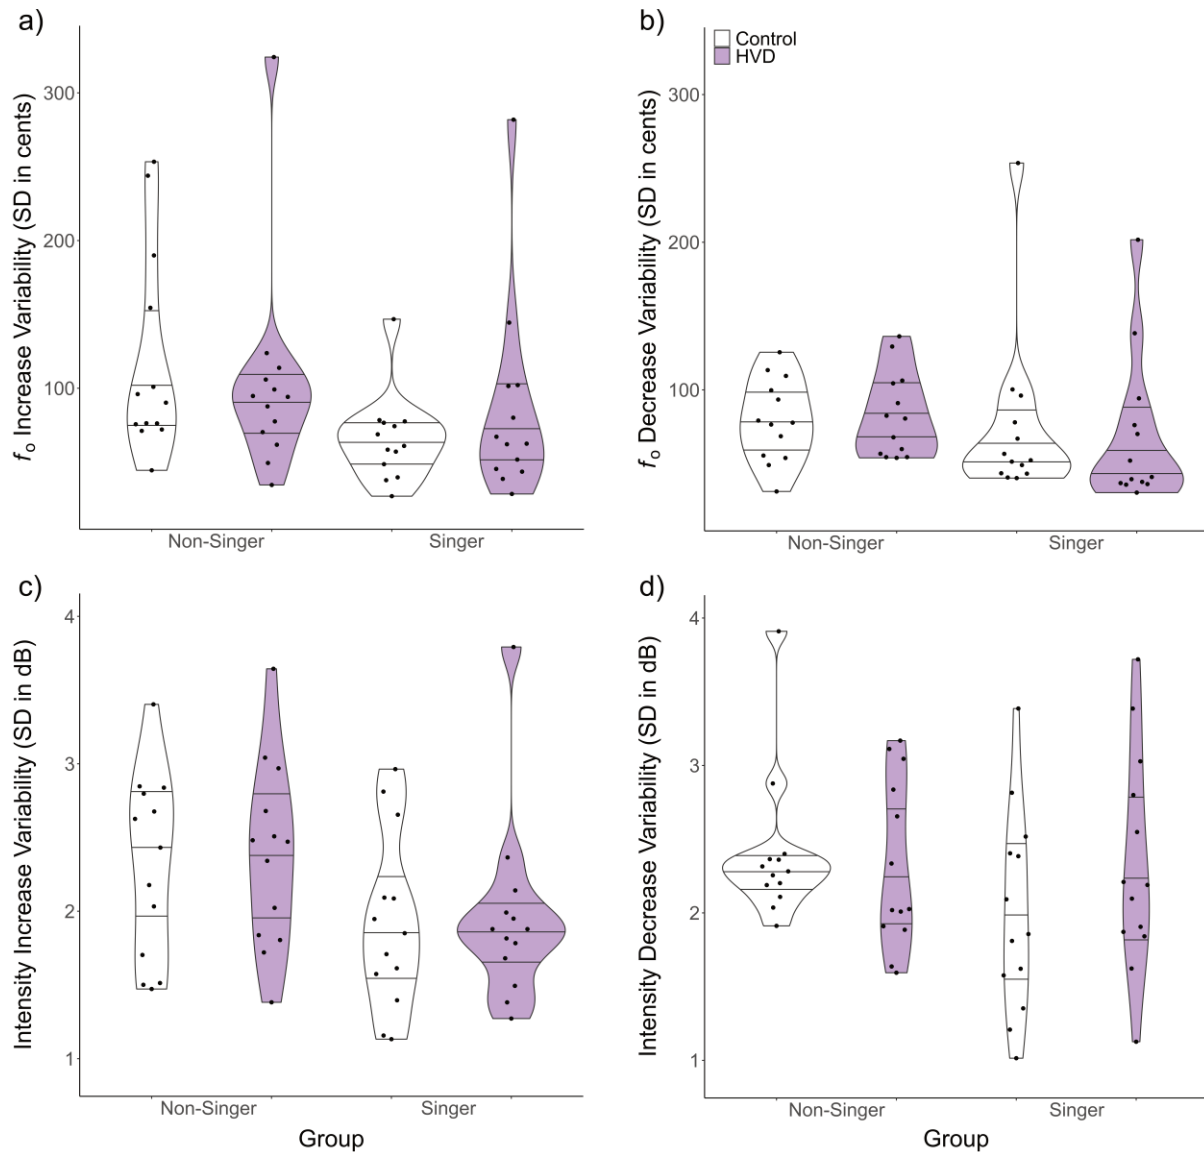 a)
fo Increase Variability (SD in cents)
300
200
100
Non-Singer Singer
b)
Control
HVD
fo Decrease Variability (SD in cents)
300
200
100
Non-Singer Singer
c)
Intensity Increase Variability (SD in dB)
4
3
2
1
Non-Singer Singer
Group
d)
Intensity Decrease Variability (SD in dB)
4
3
2
1
Non-Singer Singer
Group